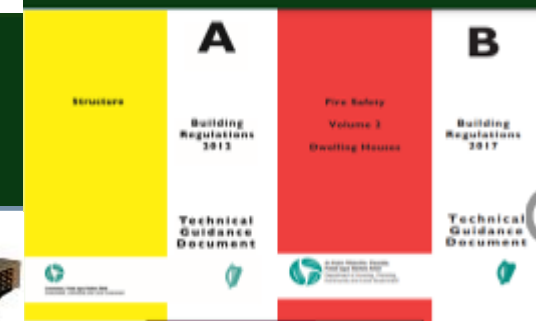 A
Structure
Building
Regulations
2012
Technical
Guidance
Document
B
Fire Safety
Volume 2
Dwelling Houses
Building
Regulations
2017
Technical
Guidance
Document